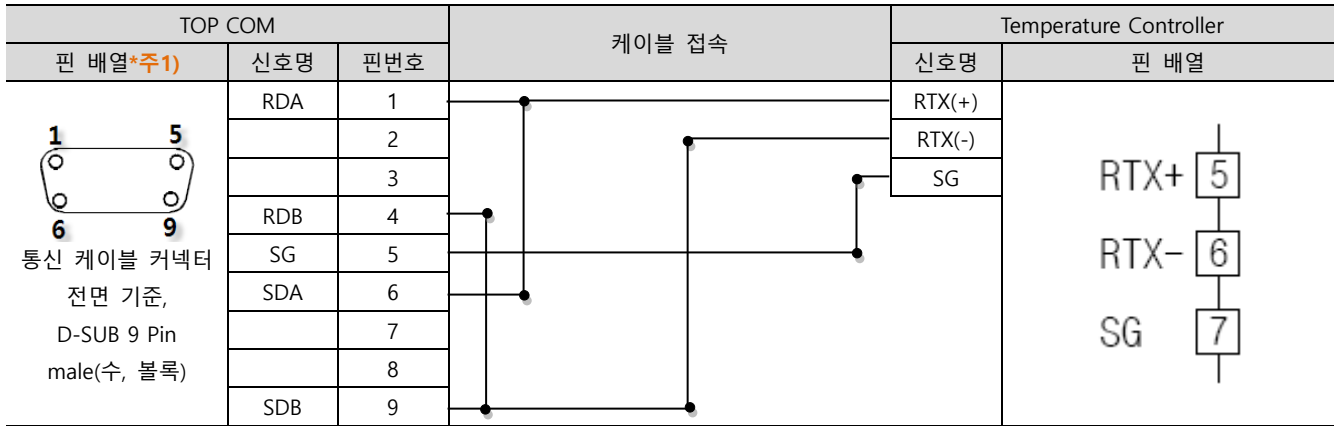 TOP COM 케이블 접속 Temperature Controller
핀 배열*주1) 신호명 핀번호 신호명 핀 배열
RDA 1 RTX(+)
2 RTX(-)
3 SG
RDB 4
SG 5
SDA 6
7
8
SDB 9
1 5
6 9
통신 케이블 커넥터
전면 기준,
D-SUB 9 Pin
male(수, 볼록)
RTX+ 5
RTX- 6
SG 7